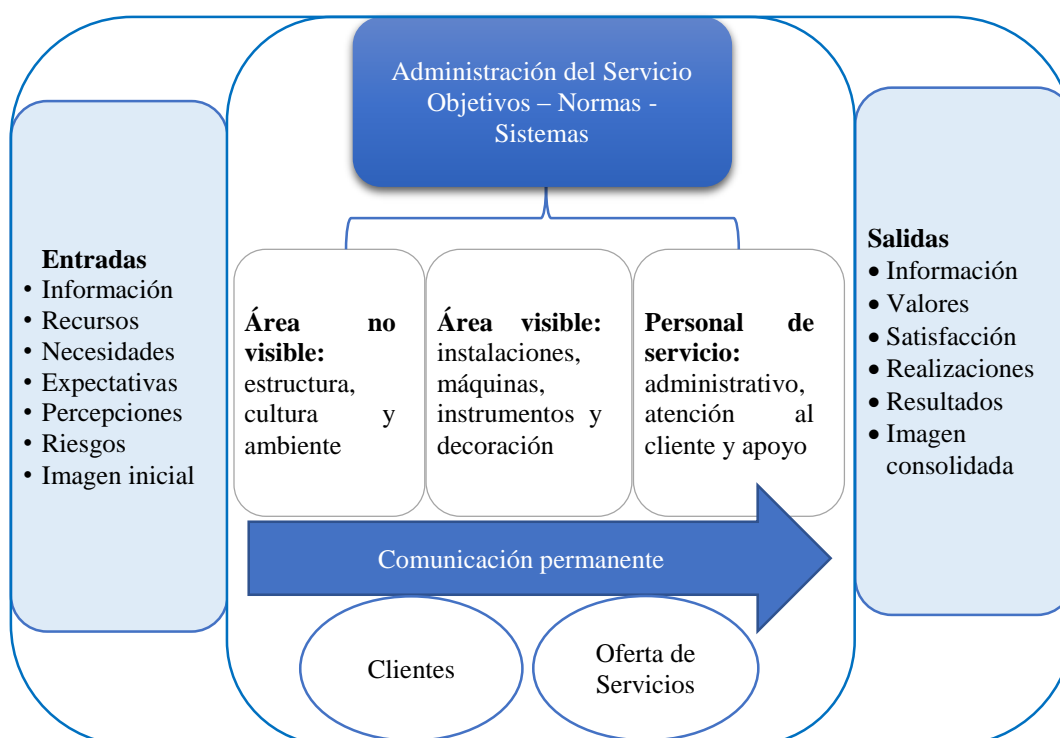 Administración del Servicio
Objetivos – Normas -
Sistemas
Entradas
• Información
• Recursos
• Necesidades
• Expectativas
• Percepciones
• Riesgos
• Imagen inicial
Área no
visible:
estructura,
cultura y
ambiente
Área visible:
instalaciones,
máquinas,
instrumentos y
decoración
Personal de
servicio:
administrativo,
atención al
cliente y apoyo
Salidas
• Información
• Valores
• Satisfacción
• Realizaciones
• Resultados
• Imagen
consolidada
Comunicación permanente
Clientes
Oferta de
Servicios